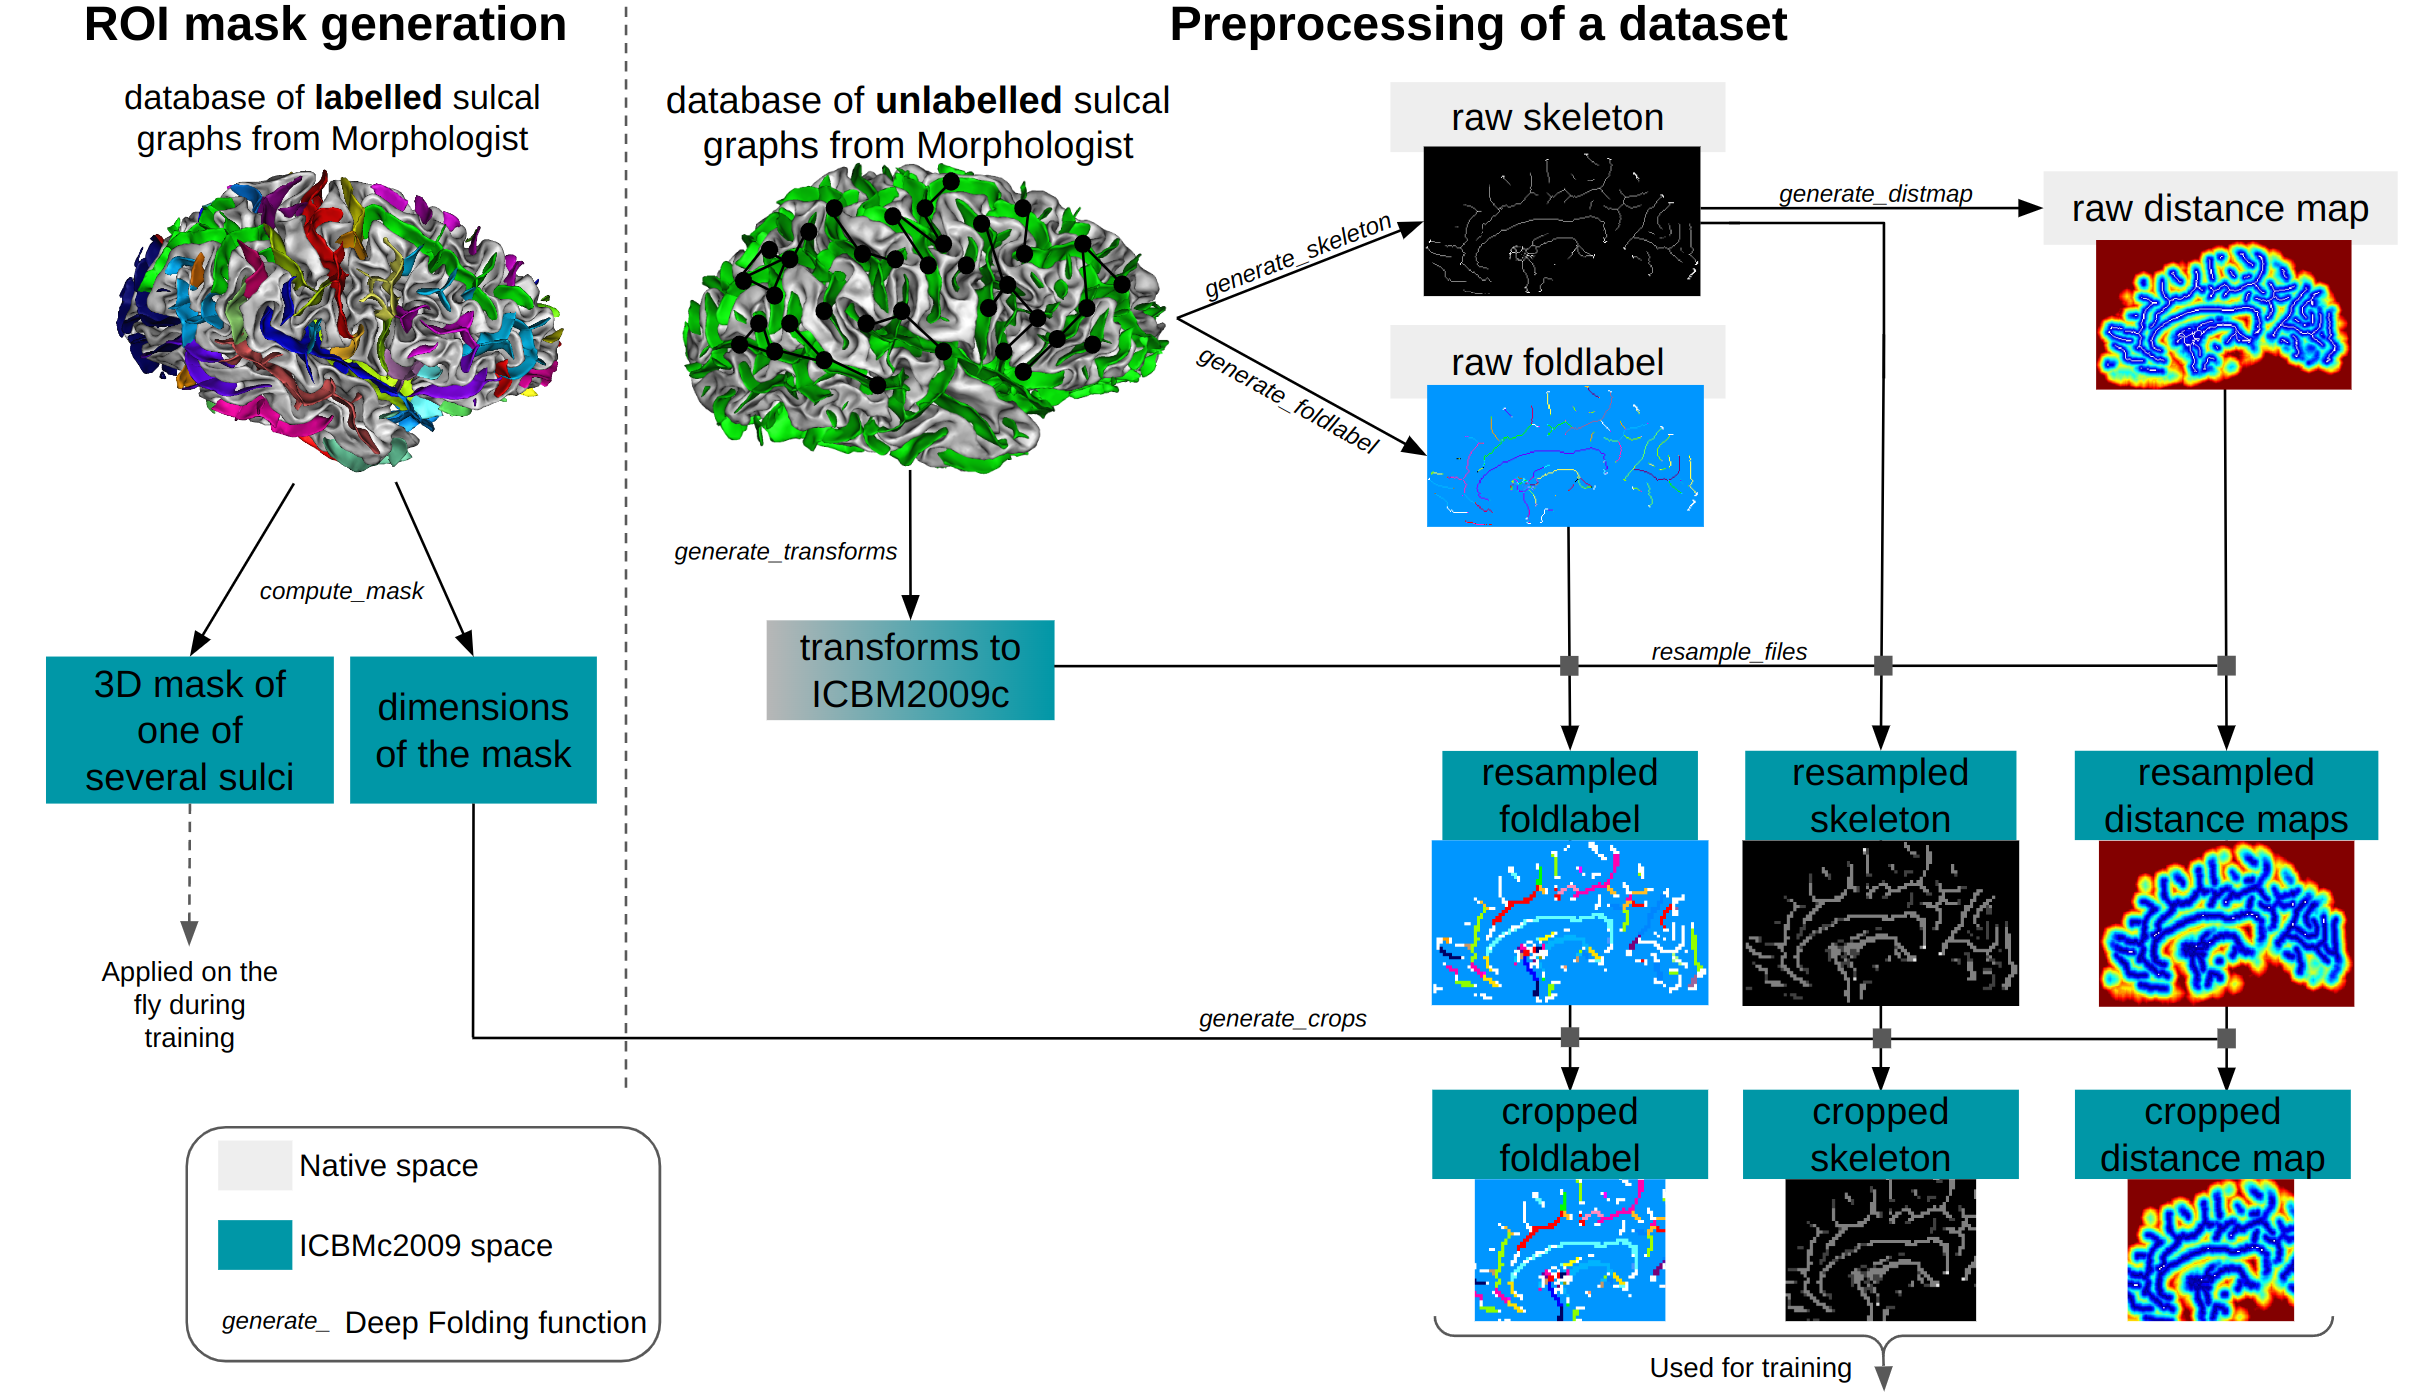 ROI mask generation
database of labelled sulcal
graphs from Morphologist
compute_mask
3D mask of
one of
several sulci
dimensions
of the mask
Applied on the
fly during
training
Preprocessing of a dataset
database of unlabelled sulcal
graphs from Morphologist
generate_skeleton
generate_foldlabel
raw skeleton
generate_distmap
raw distance map
raw foldlabel
generate_transforms
transforms to
ICBM2009c
resample_files
resampled
foldlabel
resampled
skeleton
resampled
distance maps
generate_crops
cropped
foldlabel
cropped
skeleton
cropped
distance map
Used for training
Native space
ICBMc2009 space
generate_ Deep Folding function